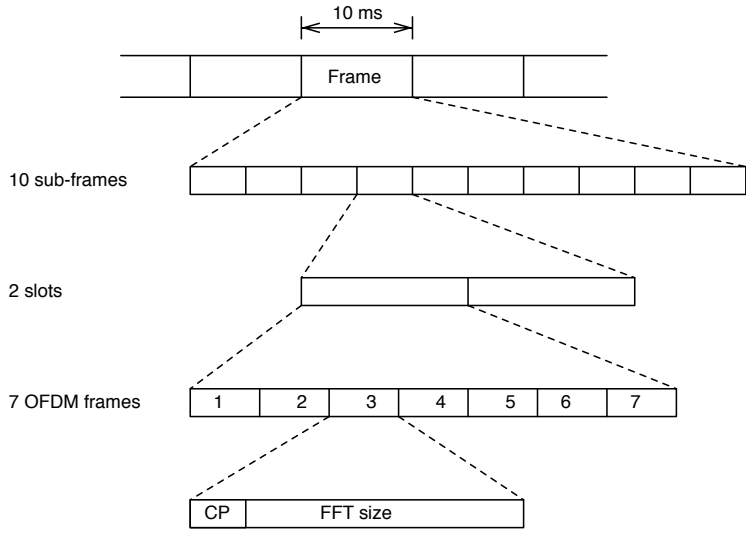 10 ms
Frame
10 sub-frames
2 slots
7 OFDM frames
1 2 3 4 5 6 7
CP FFT size